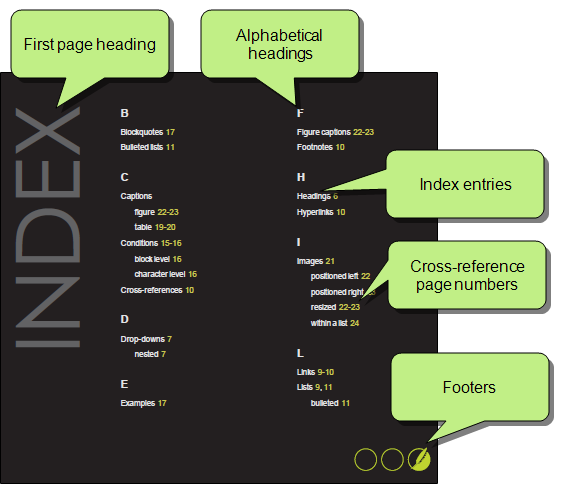 First page heading
Alphabetical
headings
INDEX
B
Blockquotes 17
Bulleted lists 11
C
Captions
figure 22-23
table 19-20
Conditions 15-16
block level 16
character level 16
Cross-references 10
D
Drop-downs 7
nested 7
E
Examples 17
F
Figure captions 22-23
Footnotes 10
H
Headings 6
Hyperlinks 10
I
Images 21
positioned left 22
positioned right
resized 22-23
within a list 24
L
Links 9-10
Lists 9, 11
bulleted 11
Index entries
Cross-reference
page numbers
Footers